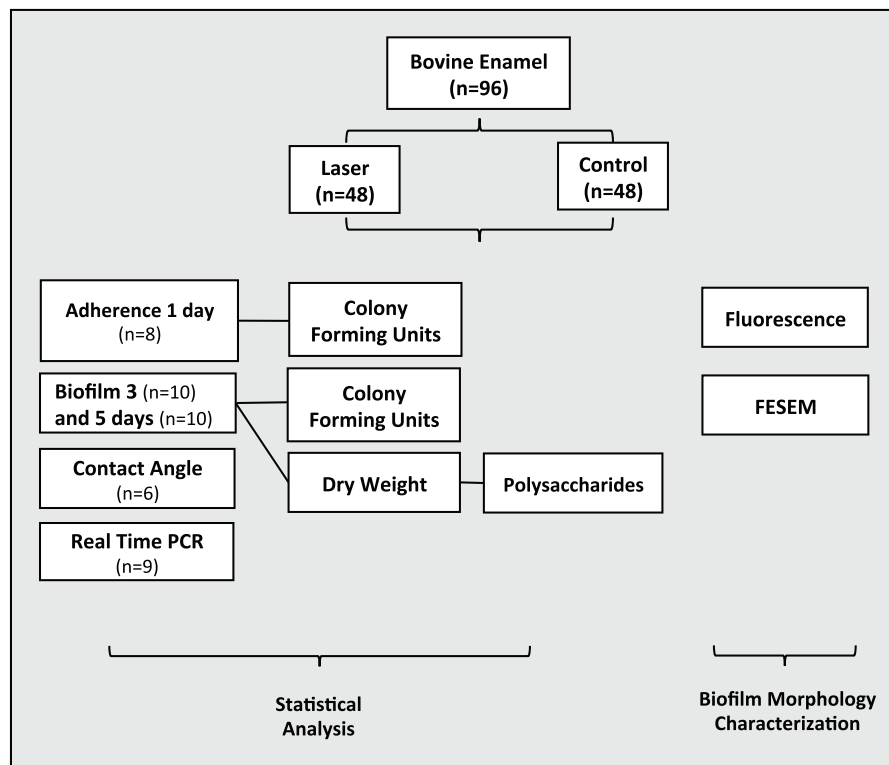 Bovine Enamel
(n=96)
Laser
(n=48)
Control
(n=48)
Adherence 1 day
(n=8)
Colony
Forming Units
Fluorescence
Biofilm 3 (n=10)
and 5 days (n=10)
Colony
Forming Units
FESEM
Contact Angle
(n=6)
Dry Weight
Polysaccharides
Real Time PCR
(n=9)
Statistical
Analysis
Biofilm Morphology
Characterization